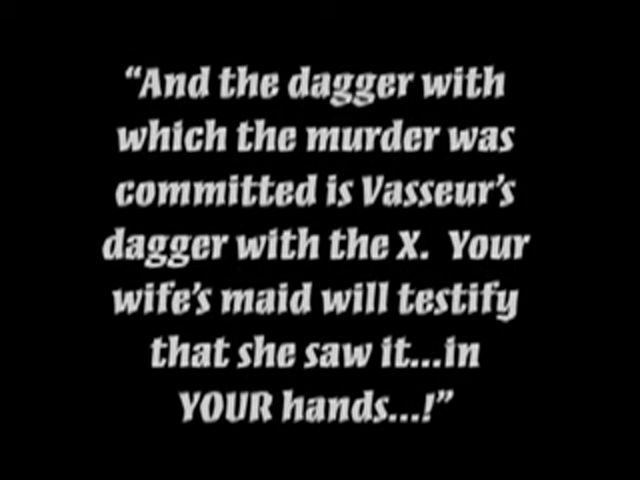 “And the dagger with
which the murder was
committed is Vasseur’s
dagger with the X.  Your
wife’s maid will testify
that she saw it...in
YOUR hands...!”